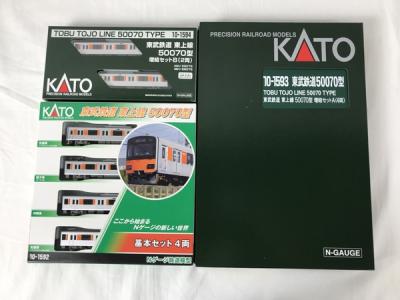 TOBU TOJO LINE 50070 TYPE 10-1594
KATO
東武鉄道 東上線
50070型
増結セットB(2両)
PRECISION RAILROAD MODELS
KATO
東武鉄道 東上線 50070型
ここから始まる
Nゲージの新しい世界
基本セット4両
10-1592
Nゲージ鉄道模型
PRECISION RAILROAD MODELS
KATO
10-1593 東武鉄道50070型
TOBU TOJO LINE 50070 TYPE
東武鉄道 東上線 50070型 増結セットA(4両)
N-GAUGE